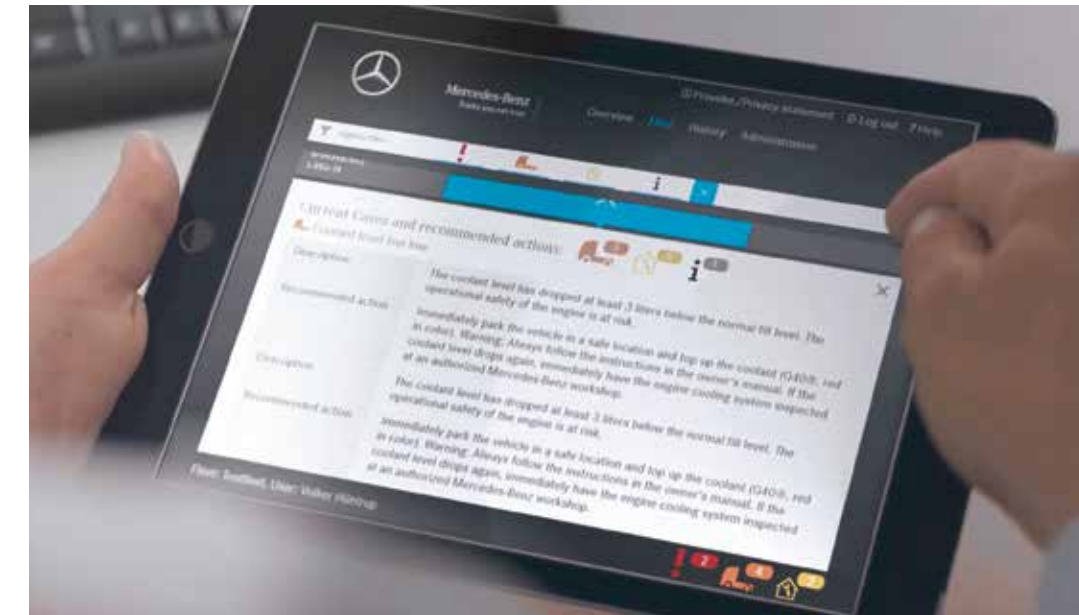 Mercedes-Benz
Trucks you can trust
Provider / Privacy statement Log out ? Help
Overview History Administration
Current Cases and recommended actions:
Coolant level too low
Description
The coolant level has dropped at least 3 liters below the normal fill level. The
operational safety of the engine is at risk.
Recommended action
Immediately park the vehicle in a safe location and top up the coolant (G40®, red
in color). Warning: Always follow the instructions in the owner's manual. If the
coolant level drops again, immediately have the engine cooling system inspected
at an authorized Mercedes-Benz workshop.
Description
The coolant level has dropped at least 3 liters below the normal fill level. The
operational safety of the engine is at risk.
Recommended action
Immediately park the vehicle in a safe location and top up the coolant (G40®, red
in color). Warning: Always follow the instructions in the owner's manual. If the
coolant level drops again, immediately have the engine cooling system inspected
at an authorized Mercedes-Benz workshop.
User: Volker
2 4